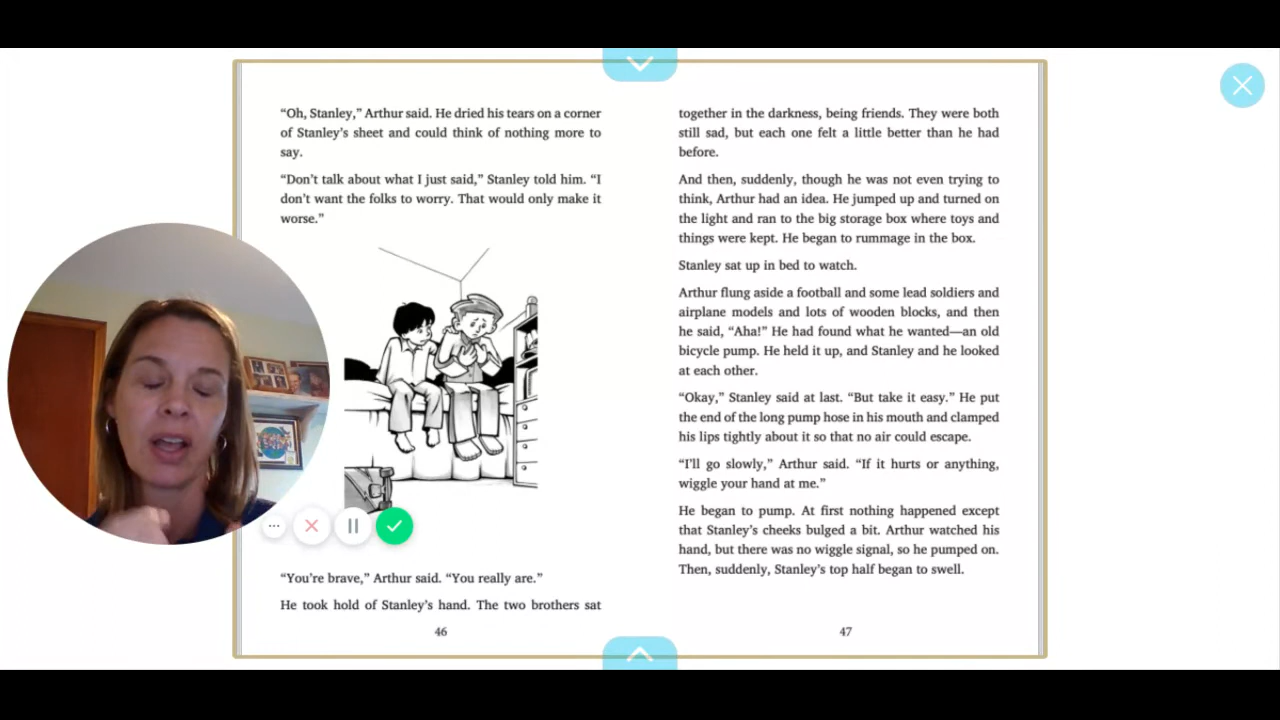 “Oh, Stanley,” Arthur said. He dried his tears on a corner
of Stanley’s sheet and could think of nothing more to
say.
“Don’t talk about what I just said,” Stanley told him. “I
don’t want the folks to worry. That would only make it
worse.”
“You’re brave,” Arthur said. “You really are.”
He took hold of Stanley’s hand. The two brothers sat
46
together in the darkness, being friends. They were both
still sad, but each one felt a little better than he had
before.
And then, suddenly, though he was not even trying to
think, Arthur had an idea. He jumped up and turned on
the light and ran to the big storage box where toys and
things were kept. He began to rummage in the box.
Stanley sat up in bed to watch.
Arthur flung aside a football and some lead soldiers and
airplane models and lots of wooden blocks, and then
he said, “Aha!” He had found what he wanted—an old
bicycle pump. He held it up, and Stanley and he looked
at each other.
“Okay,” Stanley said at last. “But take it easy.” He put
the end of the long pump hose in his mouth and clamped
his lips tightly about it so that no air could escape.
“I’ll go slowly,” Arthur said. “If it hurts or anything,
wiggle your hand at me.”
He began to pump. At first nothing happened except
that Stanley’s cheeks bulged a bit. Arthur watched his
hand, but there was no wiggle signal, so he pumped on.
Then, suddenly, Stanley’s top half began to swell.
47